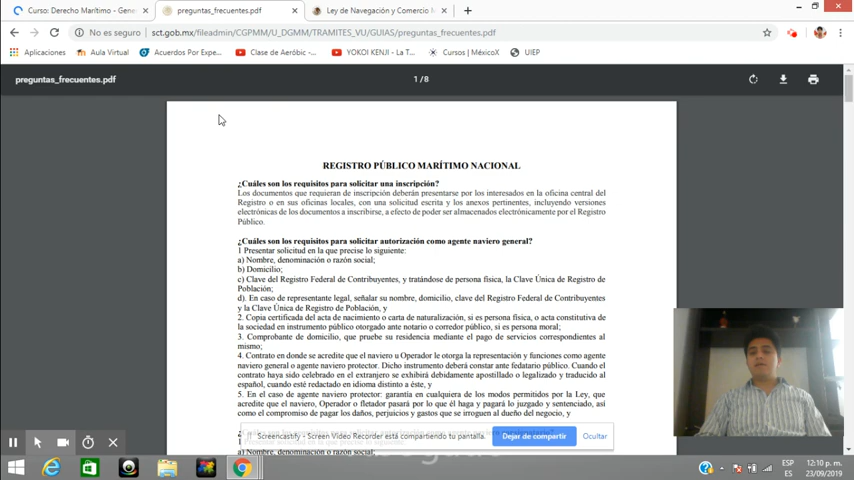 Curso: Derecho Marítimo - Gene
preguntas_frecuentes.pdf
Ley de Navegación y Comercio M
No es seguro
sct.gob.mx/fileadmin/CGPMM/U_DGMM/TRAMITES_VU/GUIAS/preguntas_frecuentes.pdf
Aplicaciones
Aula Virtual
Acuerdos Por Expe...
Clase de Aeróbic...
YOKOI KENJI - La T...
Cursos | MéxicoX
UIEP
preguntas_frecuentes.pdf
1 / 8
REGISTRO PÚBLICO MARÍTIMO NACIONAL
¿Cuáles son los requisitos para solicitar una inscripción?
Los documentos que requieran de inscripción deberán presentarse por los interesados en la oficina central del
Registro o en sus oficinas locales, con una solicitud escrita y los anexos pertinentes, incluyendo versiones
electrónicas de los documentos a inscribirse, a efecto de poder ser almacenados electrónicamente por el Registro
Público.
¿Cuáles son los requisitos para solicitar autorización como agente naviero general?
1 Presentar solicitud en la que precise lo siguiente:
a) Nombre, denominación o razón social;
b) Domicilio;
c) Clave del Registro Federal de Contribuyentes, y tratándose de persona física, la Clave Única de Registro de
Población;
d). En caso de representante legal, señalar su nombre, domicilio, clave del Registro Federal de Contribuyentes
y la Clave Única de Registro de Población, y
2. Copia certificada del acta de nacimiento o carta de naturalización, si es persona física, o acta constitutiva de
la sociedad en instrumento público otorgado ante notario o corredor público, si es persona moral;
3. Comprobante de domicilio, que pruebe su residencia mediante el pago de servicios correspondientes al
mismo;
4. Contrato en donde se acredite que el naviero u Operador le otorga la representación y funciones como agente
naviero general o agente naviero protector. Dicho instrumento deberá constar ante fedatario público. Cuando el
contrato haya sido celebrado en el extranjero se exhibirá debidamente apostillado o legalizado y traducido al
español, cuando esté redactado en idioma distinto a éste, y
5. En el caso de agente naviero protector: garantía en cualquiera de los modos permitidos por la Ley, que
acredite que el naviero, Operador o fletador pasará por lo que él haga y pagará lo juzgado y sentenciado, así
como el compromiso de pagar los daños, perjuicios y gastos que se irroguen al dueño del negocio, y
Screencastify - Screen Video Recorder está compartiendo tu pantalla.
Dejar de compartir
Ocultar
ESP
ES
12:10 p. m.
23/09/2019